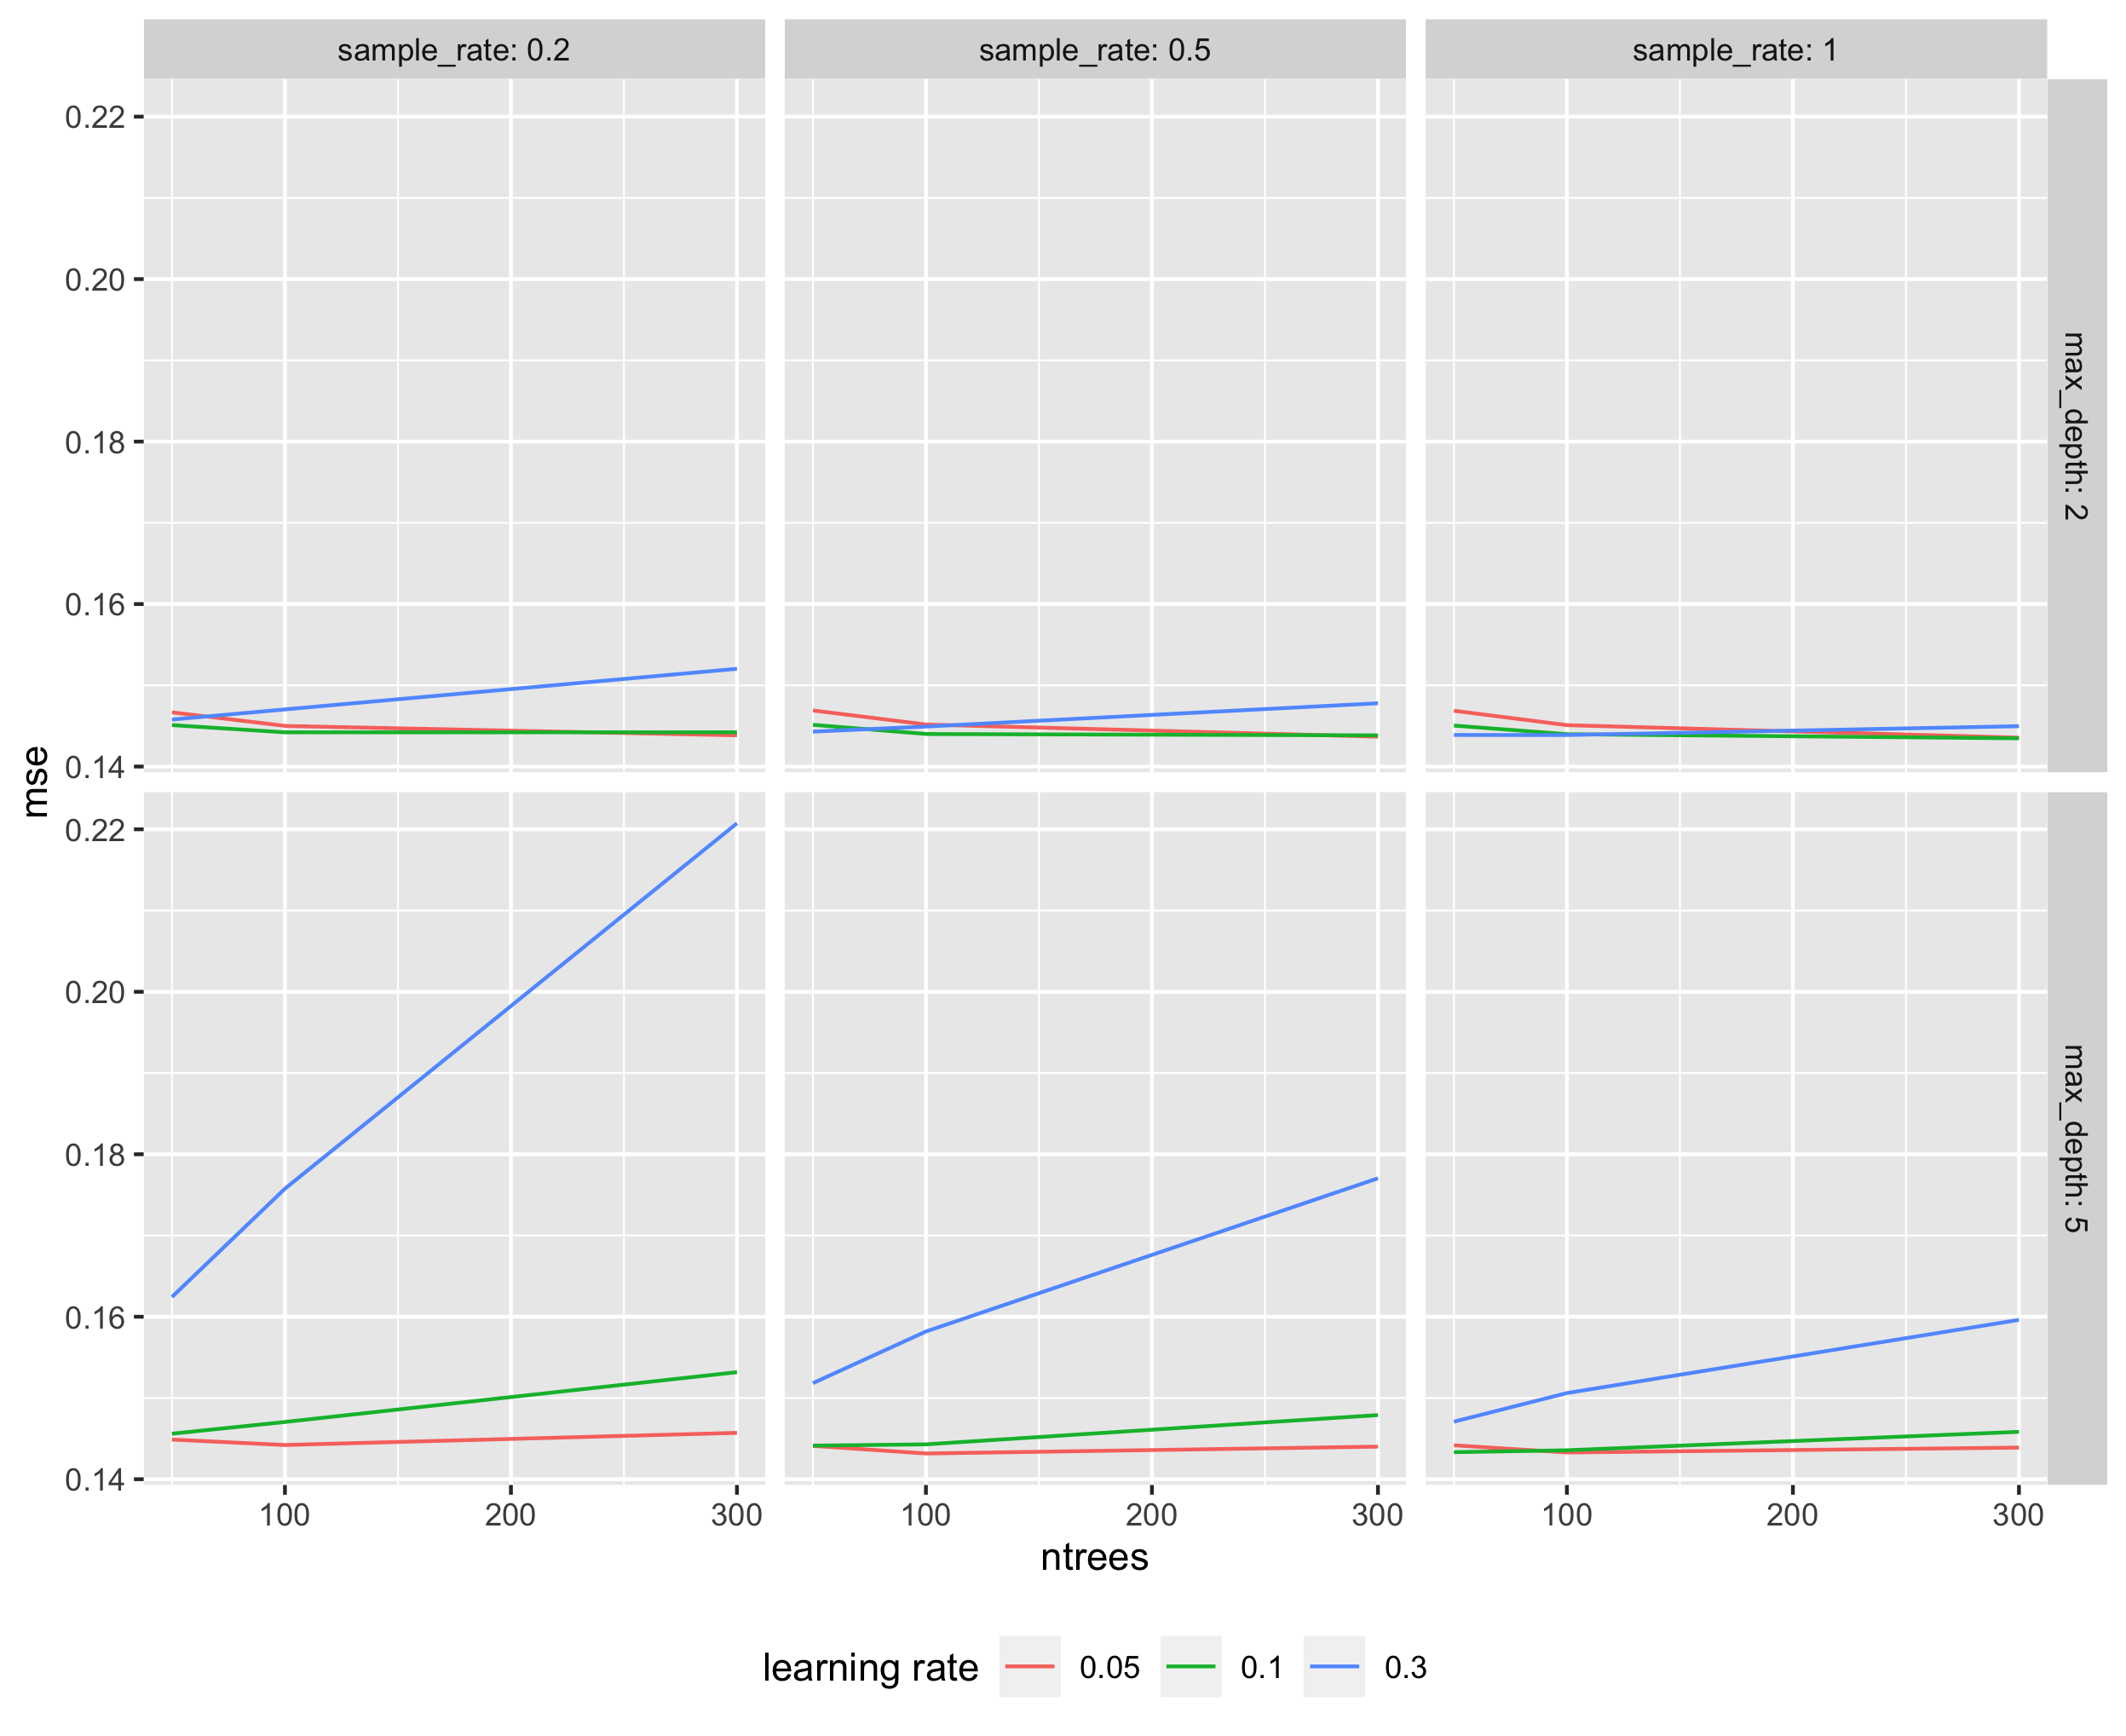 sample_rate: 0.2
sample_rate: 0.5
sample_rate: 1
0.22
0.20
0.18
0.16
0.14
max_depth: 2
mse
0.22
0.20
0.18
0.16
0.14
max_depth: 5
100 200 300
100 200 300
100 200 300
ntrees
learning rate 0.05 0.1 0.3